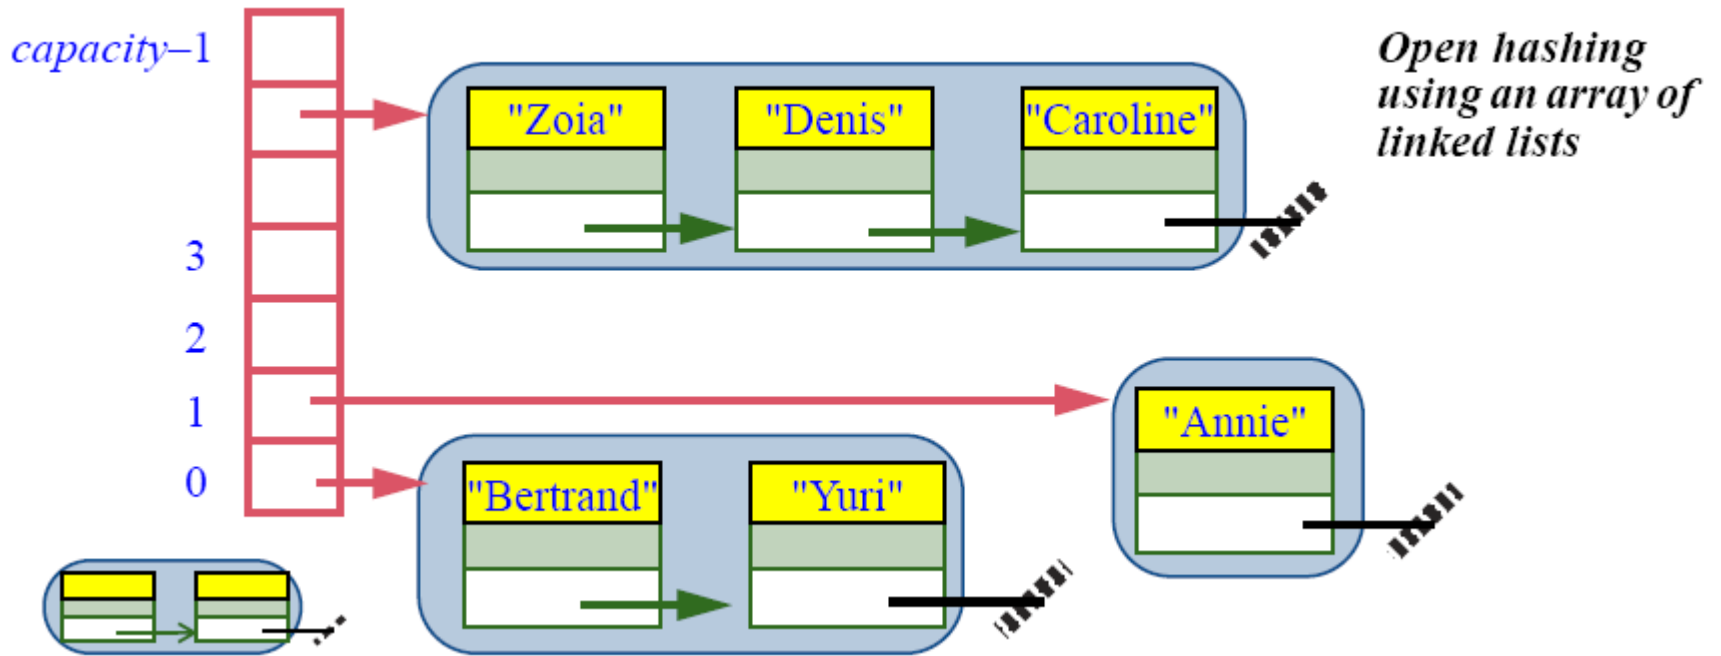 capacity–1
"Zoia" "Denis" "Caroline"
Open hashing
using an array of
linked lists
3
2
1
"Annie"
0
"Bertrand" "Yuri"